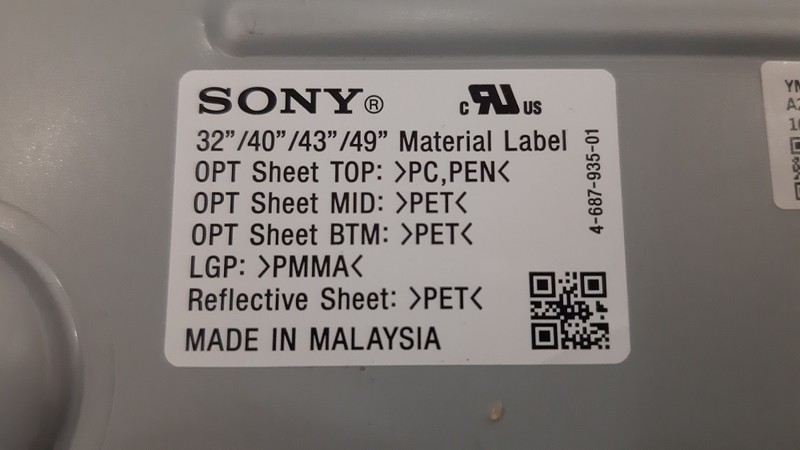 SONY®
c RU US
32”/40”/43”/49” Material Label
OPT Sheet TOP: >PC,PEN<
OPT Sheet MID: >PET<
OPT Sheet BTM: >PET<
LGP: >PMMA<
Reflective Sheet: >PET<
MADE IN MALAYSIA
4-687-935-01